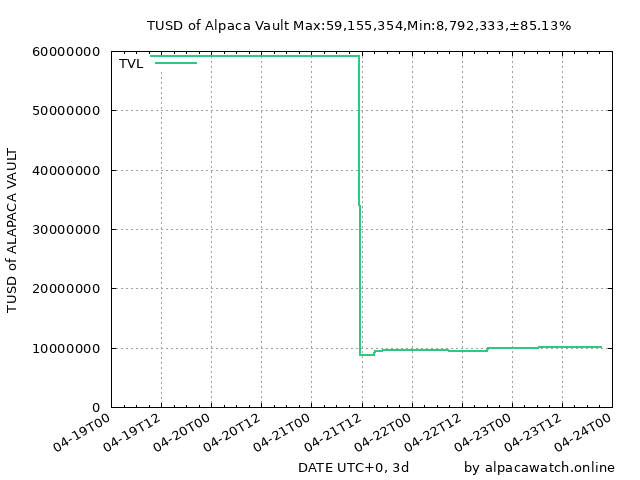 TUSD of Alpaca Vault Max:59,155,354,Min:8,792,333,±85.13%
TVL
60000000
50000000
40000000
30000000
20000000
10000000
0
TUSD of ALAPACA VAULT
04-19T00
04-19T12
04-20T00
04-20T12
04-21T00
04-21T12
04-22T00
04-22T12
04-23T00
04-23T12
04-24T00
DATE UTC+0, 3d
by alpacawatch.online